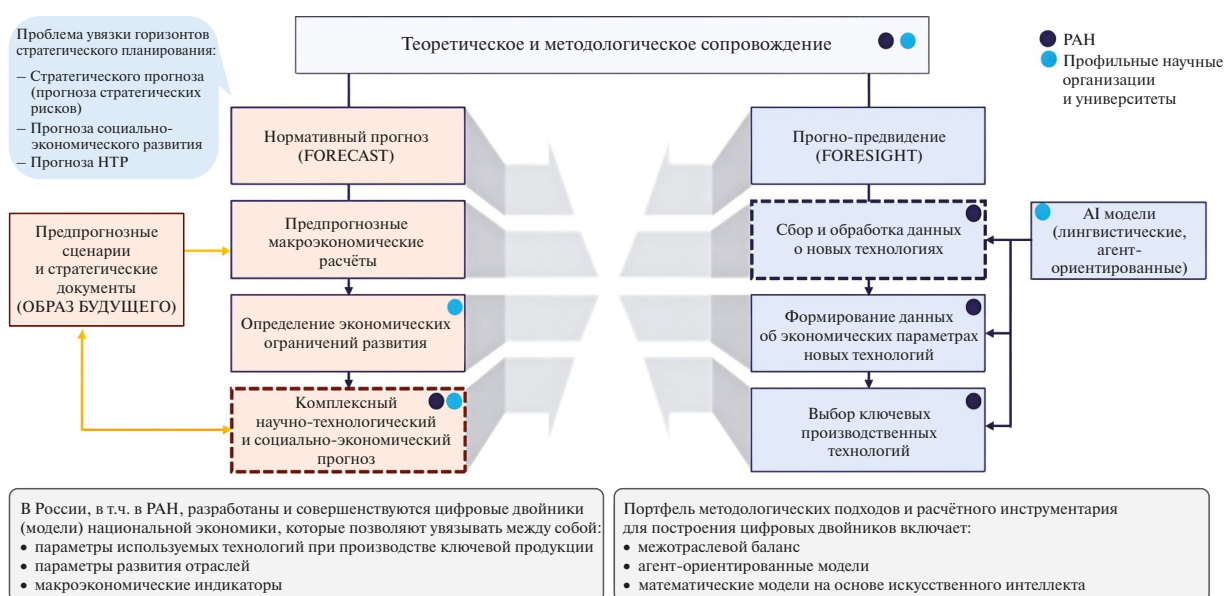 Проблема увязки горизонтов
стратегического планирования:
– Стратегического прогноза
(прогноза стратегических
рисков)
– Прогноза социально-
экономического развития
– Прогноза НТР
Теоретическое и методологическое сопровождение
РАН
Профильные научные
организации
и университеты
Нормативный прогноз
(FORECAST)
Предпрогнозные
макроэкономические
расчёты
Определение экономических
ограничений развития
Комплексный
научно-технологический
и социально-экономический
прогноз
Предпрогнозные
сценарии
и стратегические
документы
(ОБРАЗ БУДУЩЕГО)
Прогно-предвидение
(FORESIGHT)
Сбор и обработка данных
о новых технологиях
Формирование данных
об экономических параметрах
новых технологий
Выбор ключевых
производственных
технологий
AI модели
(лингвистические,
агент-
ориентированные)
В России, в т.ч. в РАН, разработаны и совершенствуются цифровые двойники
(модели) национальной экономики, которые позволяют увязывать между собой:
• параметры используемых технологий при производстве ключевой продукции
• параметры развития отраслей
• макроэкономические индикаторы
Портфель методологических подходов и расчётного инструментария
для построения цифровых двойников включает:
• межотраслевой баланс
• агент-ориентированные модели
• математические модели на основе искусственного интеллекта